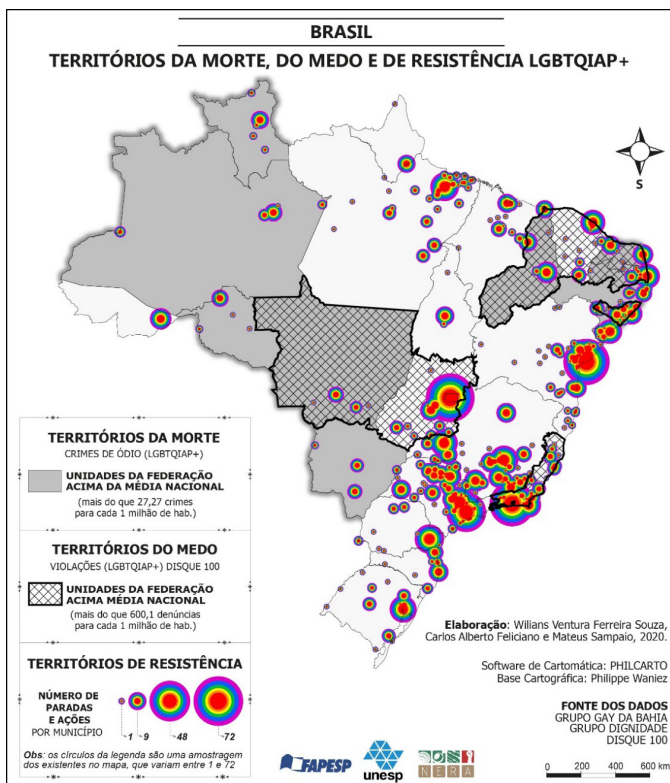 BRASIL
TERRITÓRIOS DA MORTE, DO MEDO E DE RESISTÊNCIA LGBTQIAP+
S
TERRITÓRIOS DA MORTE
CRIMES DE ÓDIO (LGBTQIAP+)
UNIDADES DA FEDERAÇÃO
ACIMA DA MÉDIA NACIONAL
(mais do que 27,27 crimes
para cada 1 milhão de hab.)
TERRITÓRIOS DO MEDO
VIOLAÇÕES (LGBTQIAP+) DISQUE 100
UNIDADES DA FEDERAÇÃO
ACIMA MÉDIA NACIONAL
(mais do que 600,1 denúncias
para cada 1 milhão de hab.)
TERRITÓRIOS DE RESISTÊNCIA
NÚMERO DE
PARADAS
E AÇÕES
POR MUNICÍPIO
1 9 48 72
Obs: os círculos da legenda são uma amostragem
dos existentes no mapa, que variam entre 1 e 72
Elaboração: Wilians Ventura Ferreira Souza,
Carlos Alberto Feliciano e Mateus Sampaio, 2020.
Software de Cartomática: PHILCARTO
Base Cartográfica: Philippe Waniez
FONTE DOS DADOS
GRUPO GAY DA BAHIA
GRUPO DIGNIDADE
DISQUE 100
FAPESP
unesp
NERA
0 200 400 600 km